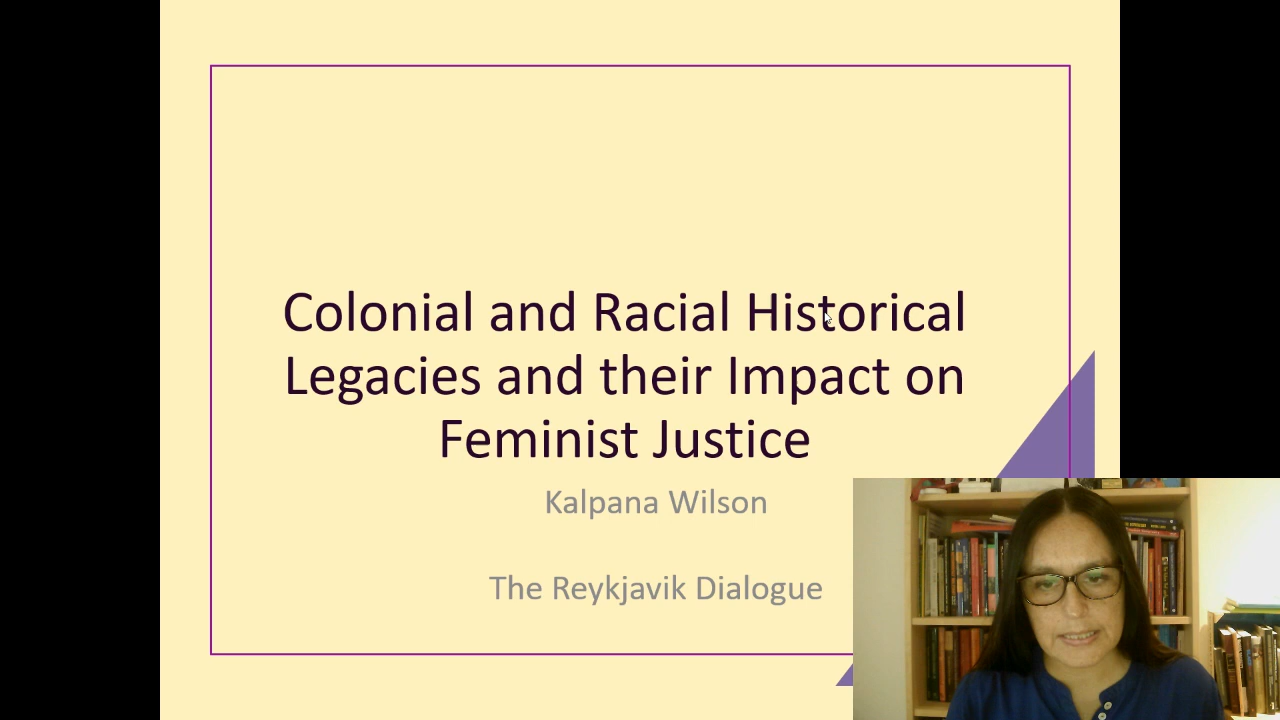 Colonial and Racial Historical
Legacies and their Impact on
Feminist Justice
Kalpana Wilson
The Reykjavik Dialogue